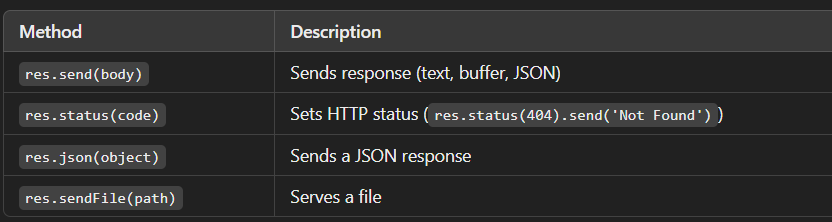 Method Description
res.send(body) Sends response (text, buffer, JSON)
res.status(code) Sets HTTP status (res.status(404).send('Not Found'))
res.json(object) Sends a JSON response
res.sendFile(path) Serves a file